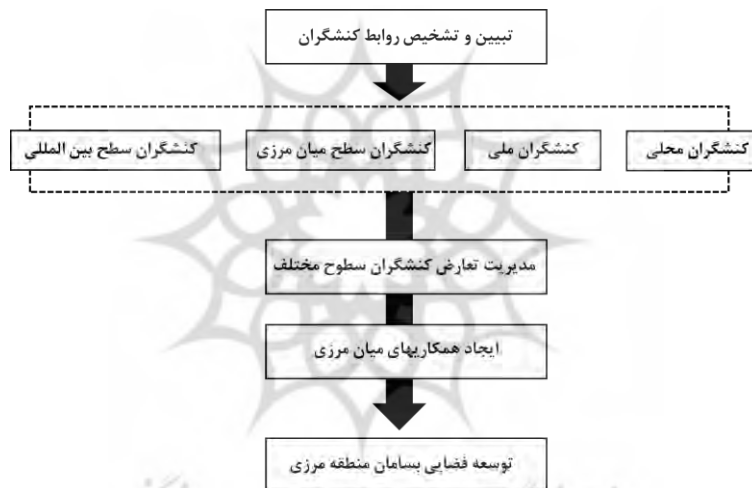 تبیین و تشخیص روابط کنشگران
کنشگران محلی
کنشگران ملی
کنشگران سطح میان مرزی
کنشگران سطح بین المللی
مدیریت تعارض کنشگران سطوح مختلف
ایجاد همکاریهای میان مرزی
توسعه فضایی بسامان منطقه مرزی